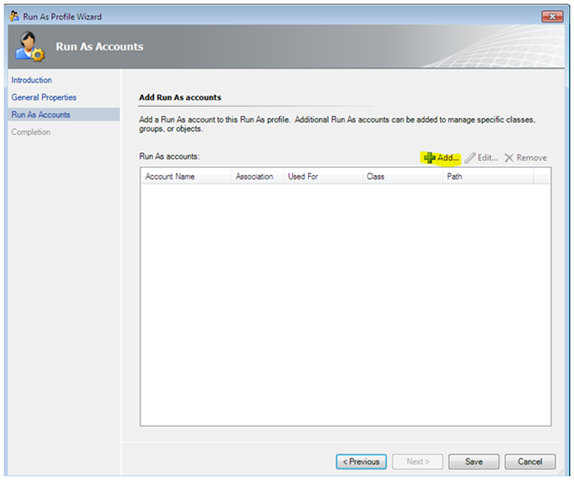 Run As Profile Wizard
Run As Accounts
Introduction
General Properties
Run As Accounts
Completion
Add Run As accounts
Add a Run As account to this Run As profile. Additional Run As accounts can be added to manage specific classes,
groups, or objects.
Run As accounts:
Add... Edit... Remove
Account Name Association Used For Class Path
< Previous Next > Save Cancel